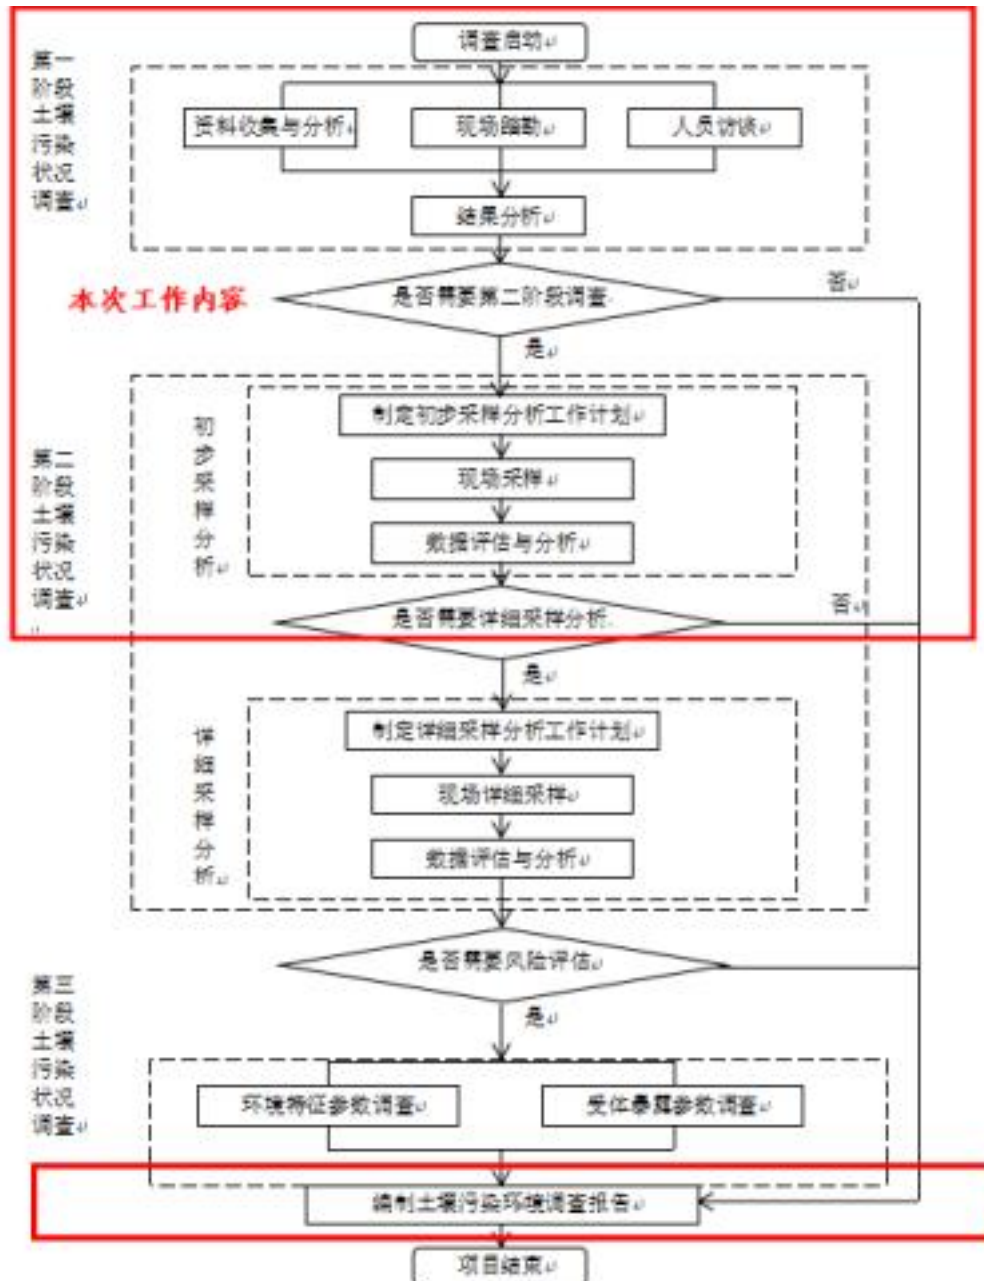 调查启动
第一
阶段
土壤
污染
状况
调查
资料收集与分析
现场踏勘
人员访谈
结果分析
本次工作内容
是否需要第二阶段调查
否
是
第二
阶段
土壤
污染
状况
调查
初
步
采
样
分
析
制定初步采样分析工作计划
现场采样
数据评估与分析
是否需要详细采样分析
否
是
详
细
采
样
分
析
制定详细采样分析工作计划
现场详细采样
数据评估与分析
是否需要风险评估
是
第三
阶段
土壤
污染
状况
调查
环境特征参数调查
受体暴露参数调查
编制土壤污染环境调查报告
项目结束